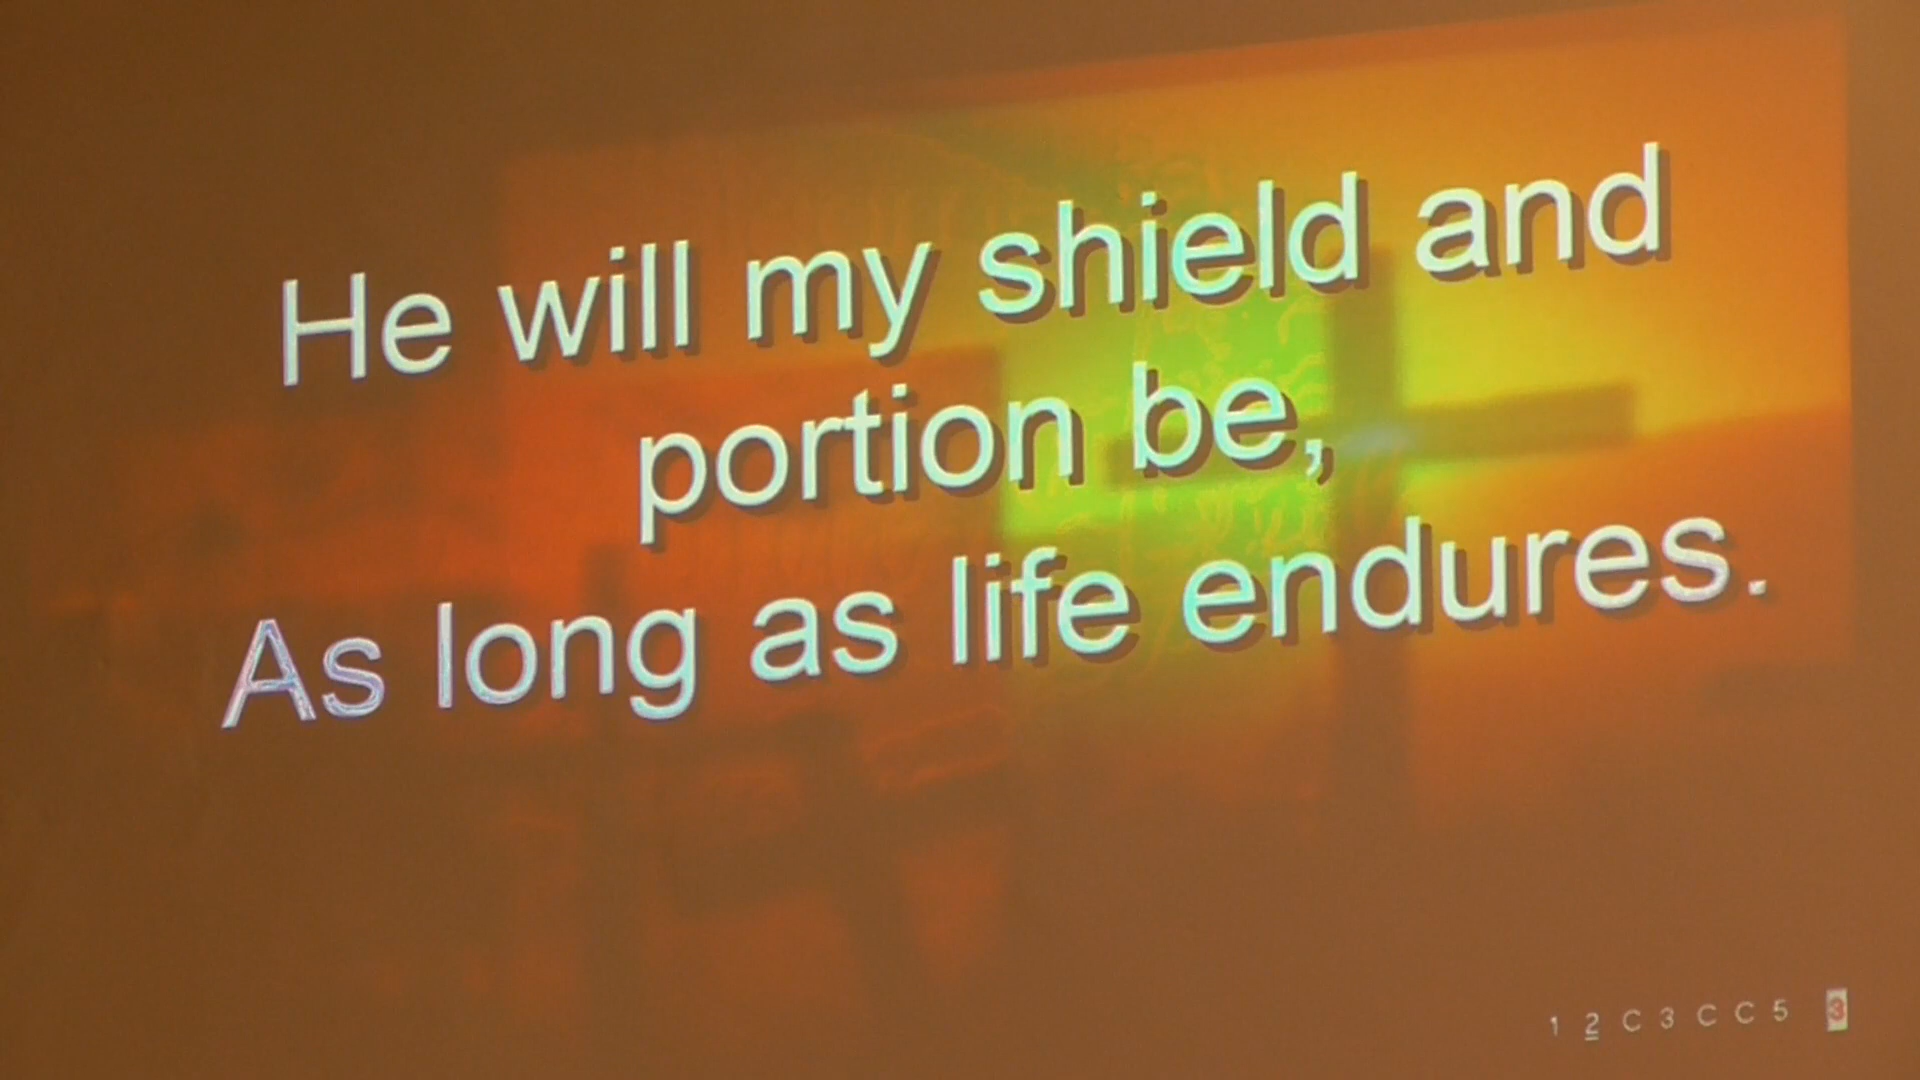 He will my shield and
portion be,
As long as life endures.
1 2 C 3 C C 5 3